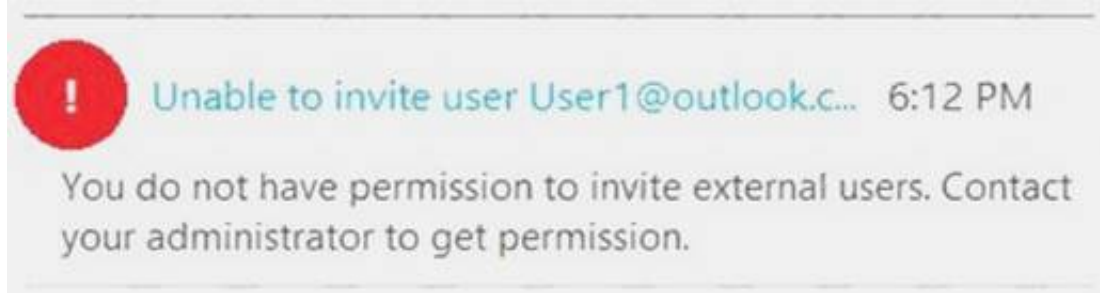 ! Unable to invite user User1@outlook.c... 6:12 PM
You do not have permission to invite external users. Contact
your administrator to get permission.